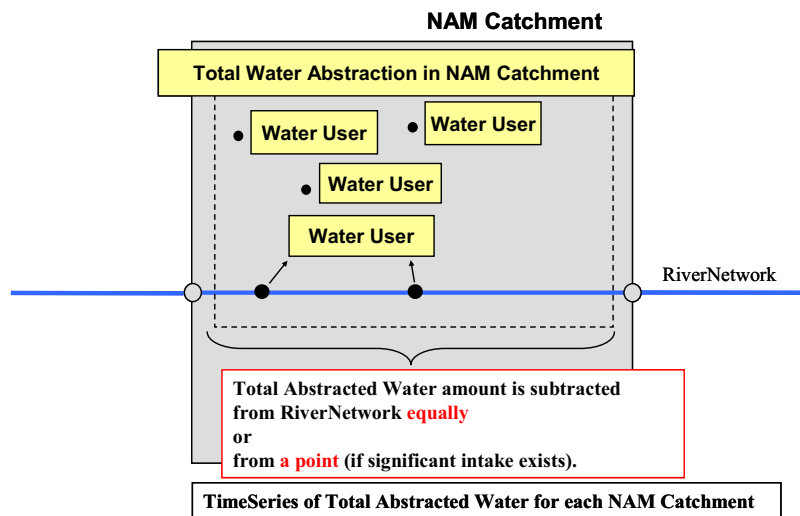 NAM Catchment
Total Water Abstraction in NAM Catchment
Water User
Water User
Water User
Water User
RiverNetwork
Total Abstracted Water amount is subtracted
from RiverNetwork equally
or
from a point (if significant intake exists).
TimeSeries of Total Abstracted Water for each NAM Catchment